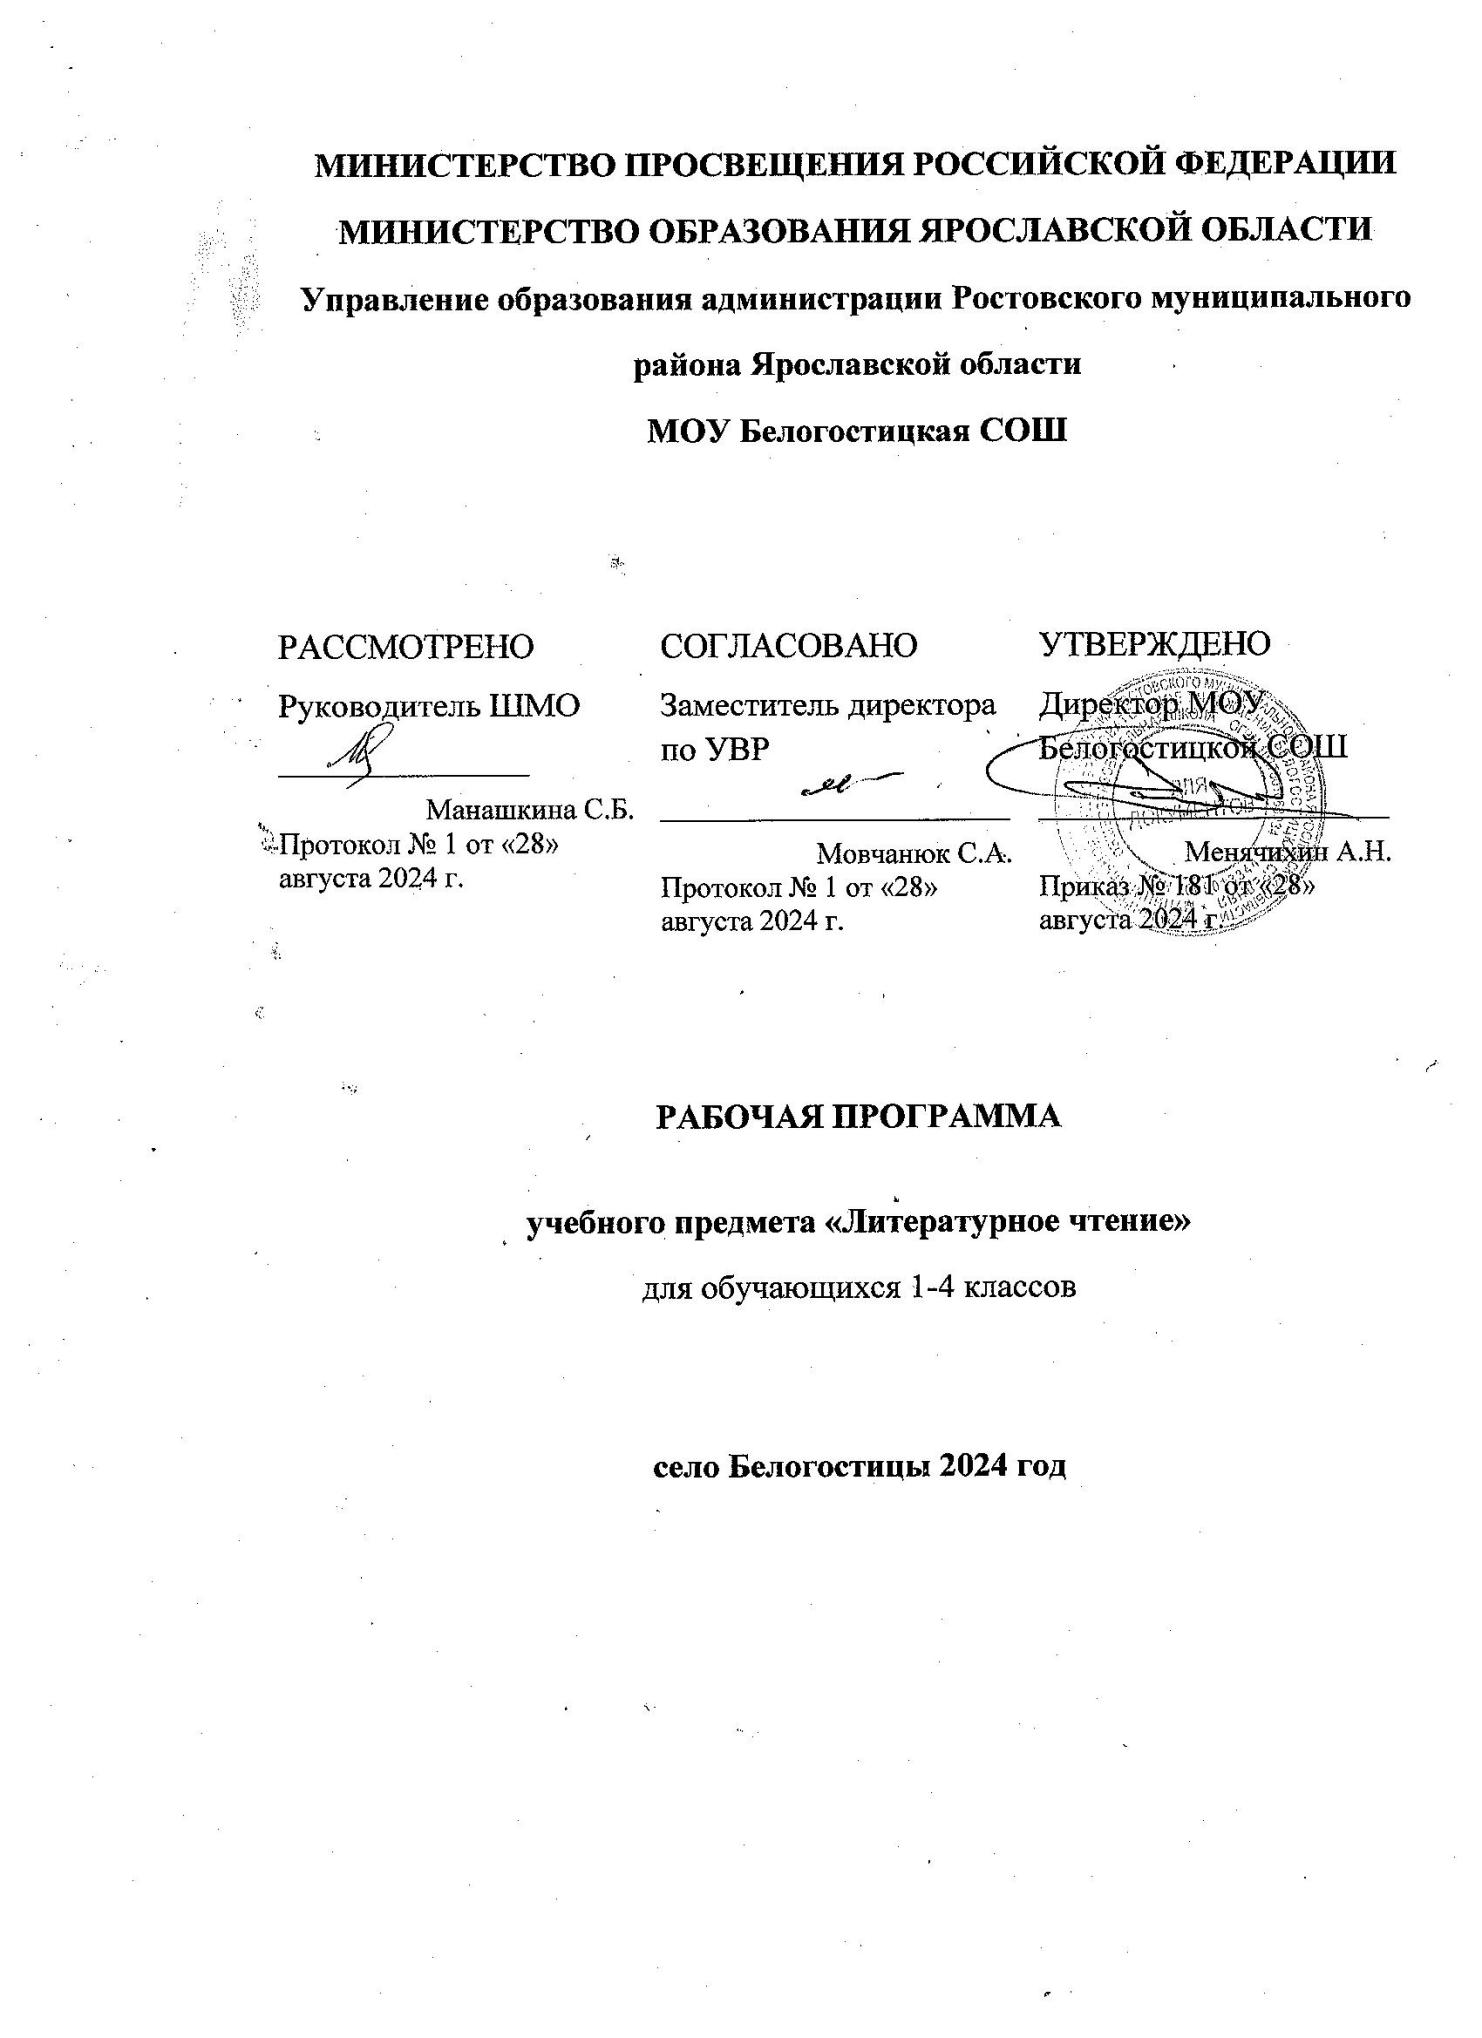 МИНИСТЕРСТВО ПРОСВЕЩЕНИЯ РОССИЙСКОЙ ФЕДЕРАЦИИ
МИНИСТЕРСТВО ОБРАЗОВАНИЯ ЯРОСЛАВСКОЙ ОБЛАСТИ
Управление образования администрации Ростовского муниципального
района Ярославской области
МОУ Белогостицкая СОШ
РАССМОТРЕНО
Руководитель ШМО
Манашкина С.Б.
Протокол № 1 от «28»
августа 2024 г.
СОГЛАСОВАНО
Заместитель директора
по УВР
Мовчанюк С.А.
Протокол № 1 от «28»
августа 2024 г.
УТВЕРЖДЕНО
Директор МОУ
Белогостицкой СОШ
ДЛЯ
ДОКУМЕНТОВ
Менячихин А.Н.
Приказ № 181 от «28»
августа 2024 г.
РАБОЧАЯ ПРОГРАММА
учебного предмета «Литературное чтение»
для обучающихся 1-4 классов
село Белогостицы 2024 год